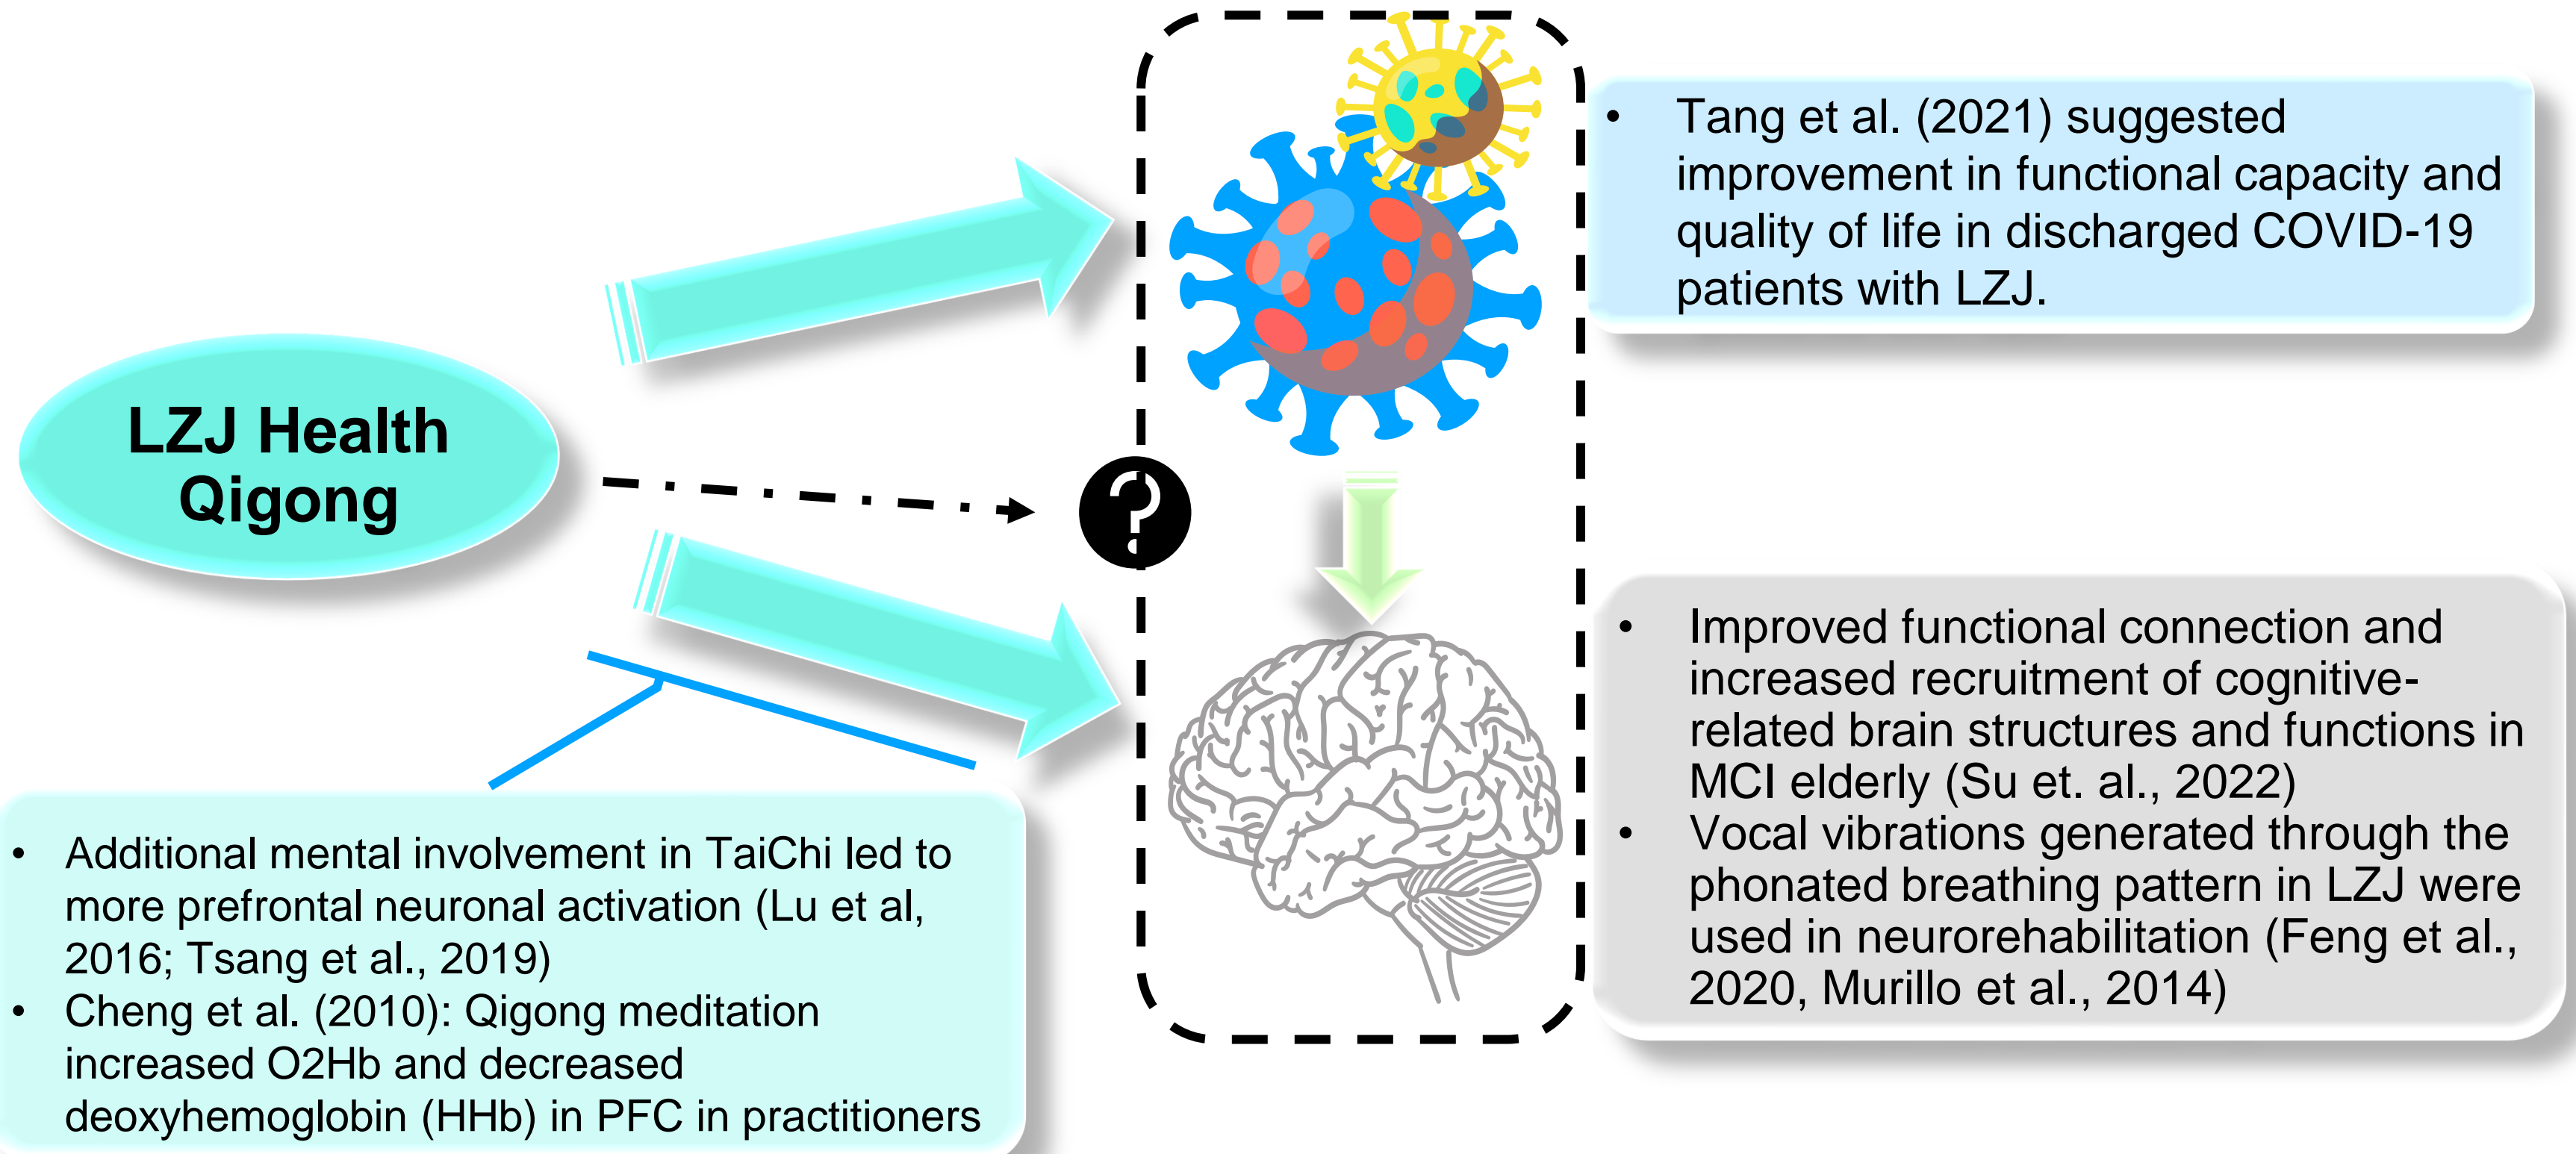 LZJ Health
Qigong
?
• Tang et al. (2021) suggested
improvement in functional capacity and
quality of life in discharged COVID-19
patients with LZJ.
• Improved functional connection and
increased recruitment of cognitive-
related brain structures and functions in
MCI elderly (Su et. al., 2022)
• Vocal vibrations generated through the
phonated breathing pattern in LZJ were
used in neurorehabilitation (Feng et al.,
2020, Murillo et al., 2014)
• Additional mental involvement in TaiChi led to
more prefrontal neuronal activation (Lu et al,
2016; Tsang et al., 2019)
• Cheng et al. (2010): Qigong meditation
increased O2Hb and decreased
deoxyhemoglobin (HHb) in PFC in practitioners